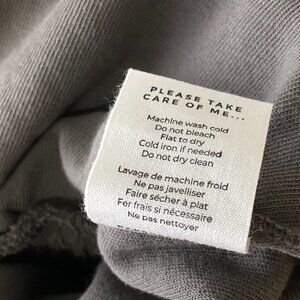 PLEASE TAKE
CARE OF ME...
Machine wash cold
Do not bleach
Flat to dry
Cold iron if needed
Do not dry clean
Lavage de machine froid
Ne pas javelliser
Faire sécher à plat
Fer frais si nécessaire
Ne pas nettoyer